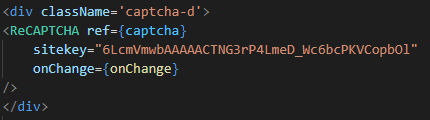 <div className='captcha-d'>
<ReCAPTCHA ref={captcha}
sitekey="6LcmVmwbAAAAACTNG3rP4LmeD_Wc6bcPKVCopbOl"
onChange={onChange}
/>
</div>